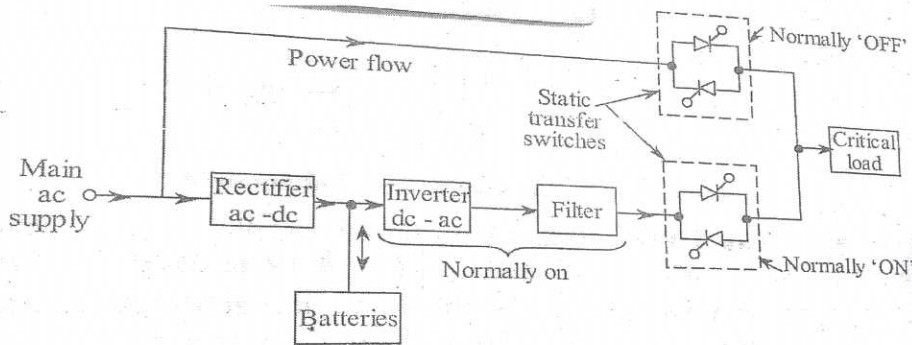 Normally 'OFF'
Power flow
Static
transfer
switches
Critical
load
Main
ac
supply
Rectifier
ac -dc
Inverter
dc - ac
Filter
Normally on
Normally 'ON'
Batteries